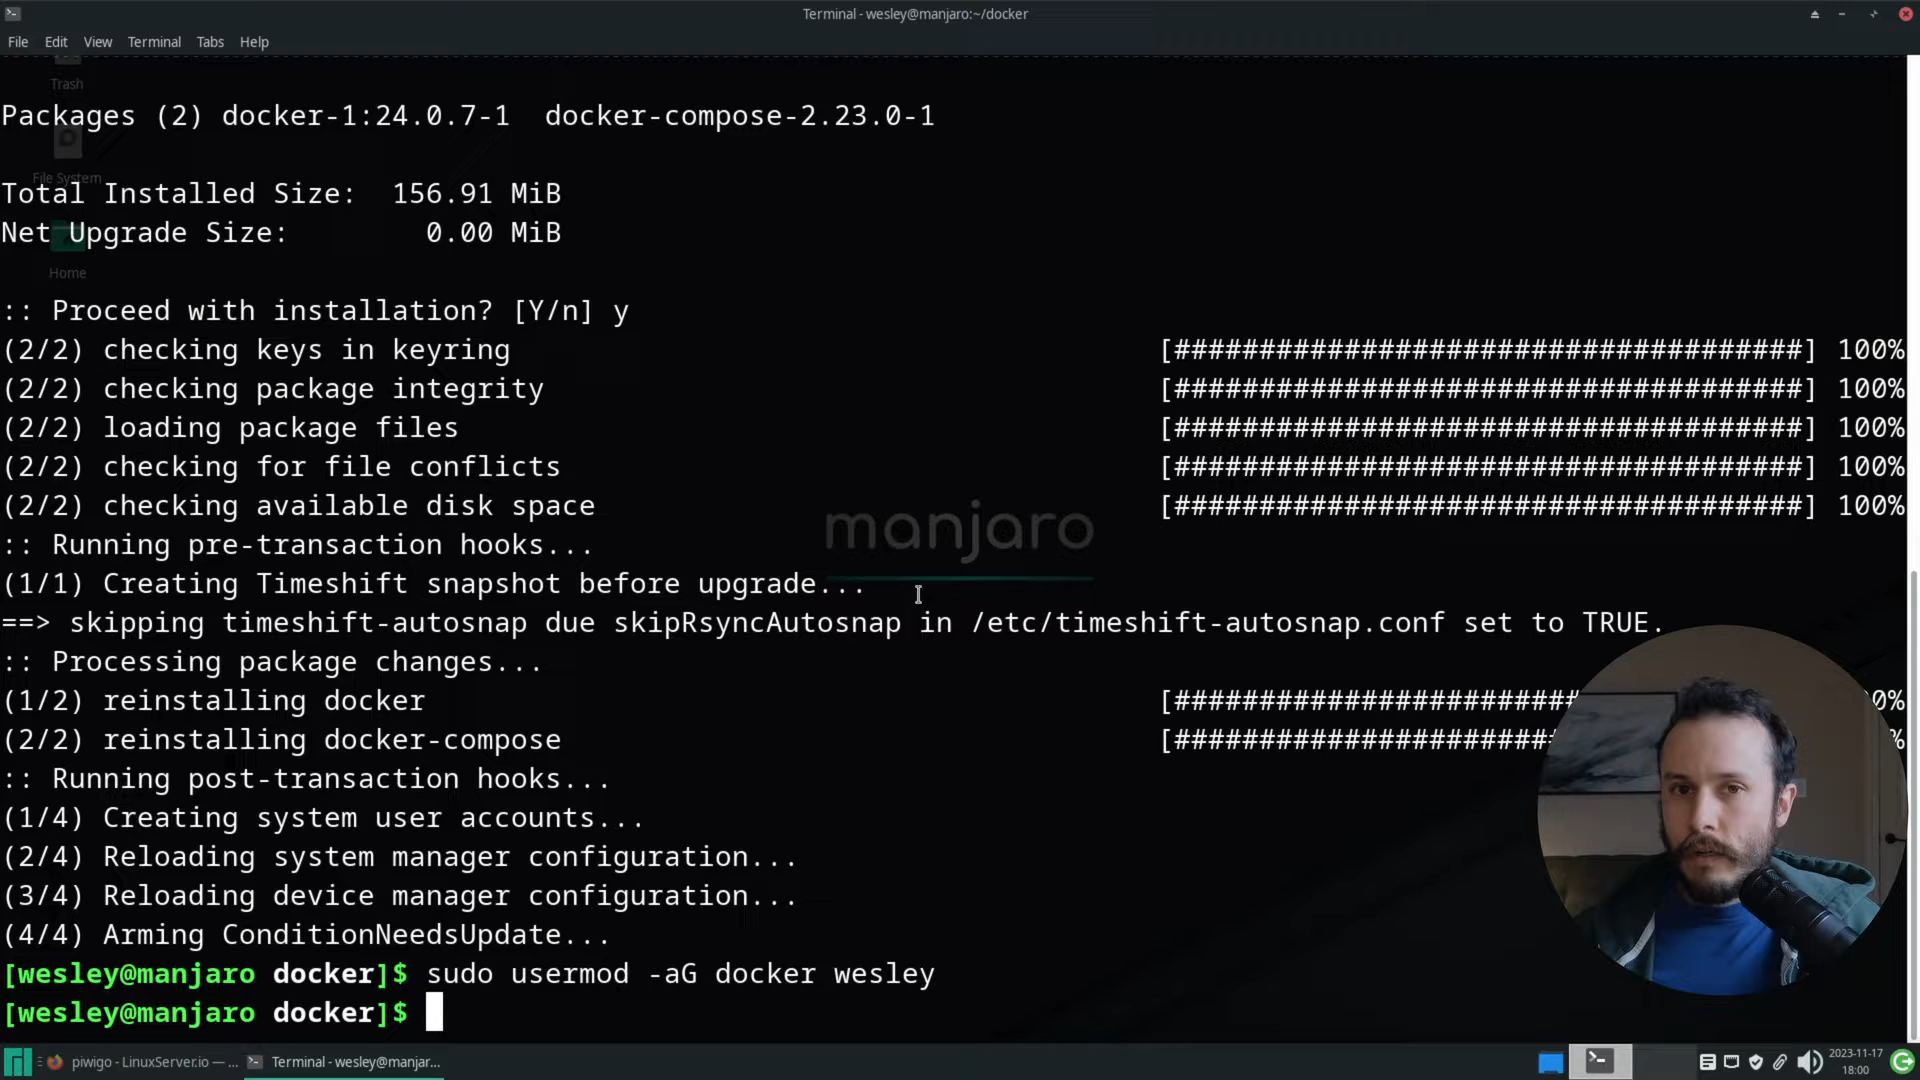 Terminal - wesley@manjaro:~/docker
File Edit View Terminal Tabs Help
Trash
Packages (2) docker-1:24.0.7-1 docker-compose-2.23.0-1
File System
Total Installed Size: 156.91 MiB
Net Upgrade Size: 0.00 MiB
Home
:: Proceed with installation? [Y/n] y
(2/2) checking keys in keyring [#####################################] 100%
(2/2) checking package integrity [#####################################] 100%
(2/2) loading package files [#####################################] 100%
(2/2) checking for file conflicts [#####################################] 100%
(2/2) checking available disk space [#####################################] 100%
manjaro
:: Running pre-transaction hooks...
(1/1) Creating Timeshift snapshot before upgrade...
==> skipping timeshift-autosnap due skipRsyncAutosnap in /etc/timeshift-autosnap.conf set to TRUE.
:: Processing package changes...
(1/2) reinstalling docker [######################## 0%
(2/2) reinstalling docker-compose [####################### %
:: Running post-transaction hooks...
(1/4) Creating system user accounts...
(2/4) Reloading system manager configuration...
(3/4) Reloading device manager configuration...
(4/4) Arming ConditionNeedsUpdate...
[wesley@manjaro docker]$ sudo usermod -aG docker wesley
[wesley@manjaro docker]$
piwigo - LinuxServer.io — ... Terminal - wesley@manjar... 2023-11-17
18:00